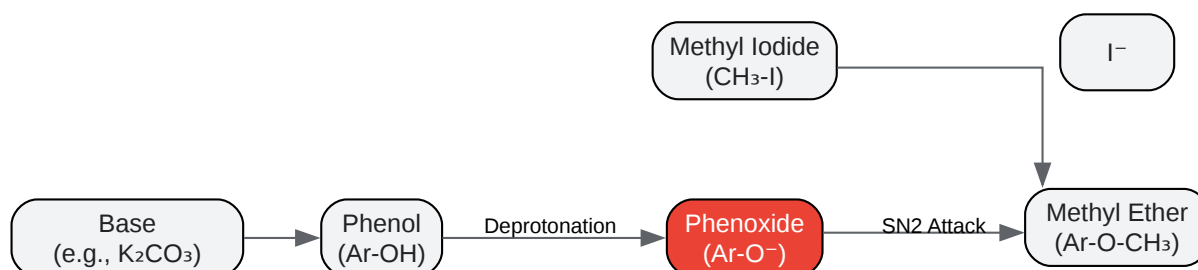 Methyl Iodide
(CH₃-I)
I⁻
Base
(e.g., K₂CO₃)
Phenol
(Ar-OH)
Deprotonation
Phenoxide
(Ar-O⁻)
SN2 Attack
Methyl Ether
(Ar-O-CH₃)